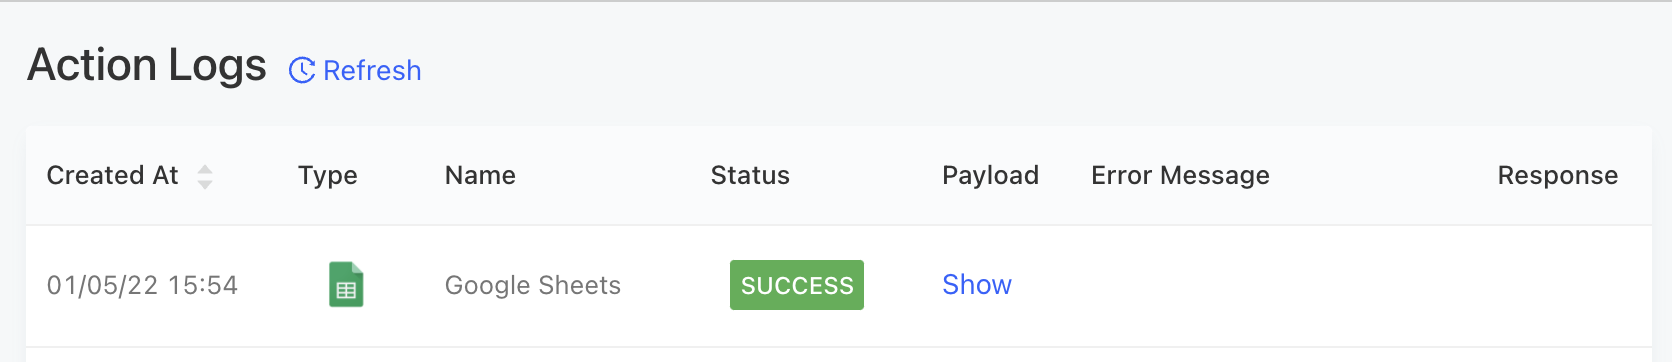 Action Logs Refresh
Created At Type Name Status Payload Error Message Response
01/05/22 15:54 Google Sheets SUCCESS Show